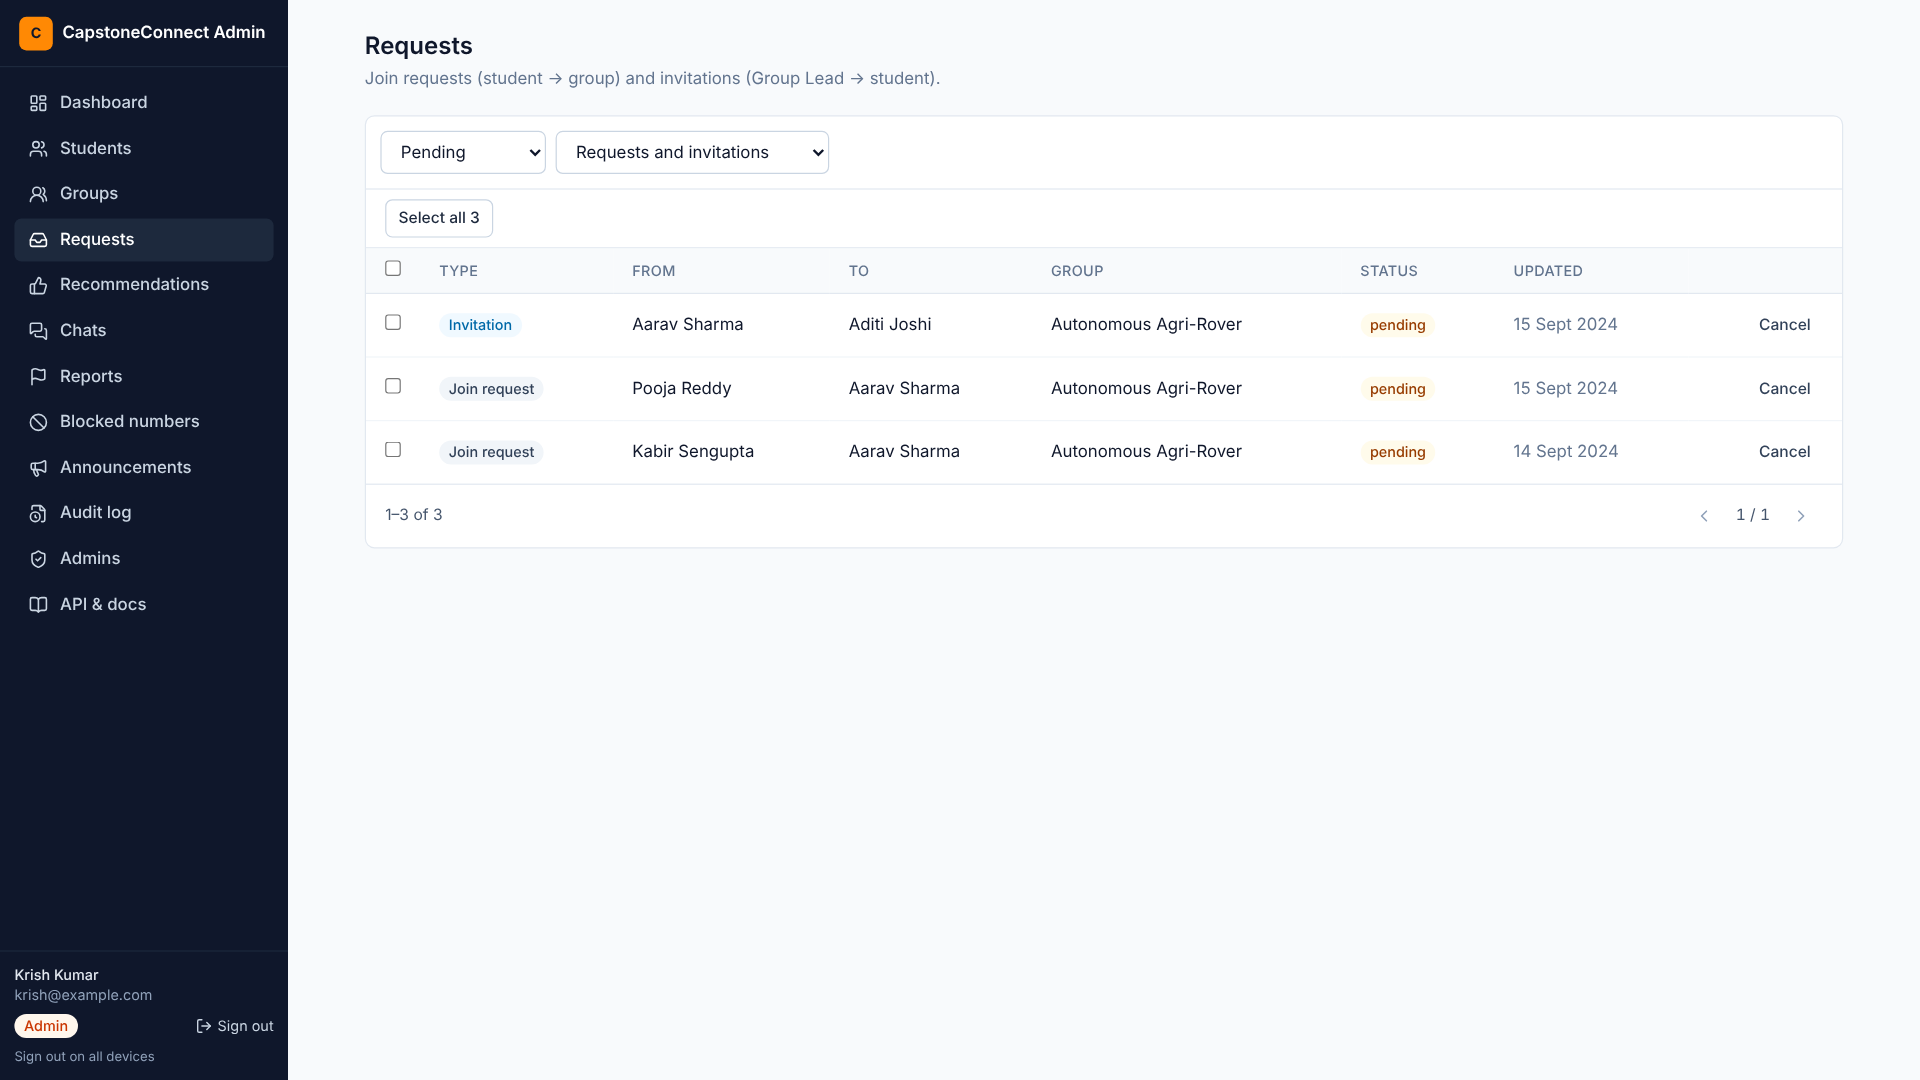 C CapstoneConnect Admin
Dashboard
Students
Groups
Requests
Recommendations
Chats
Reports
Blocked numbers
Announcements
Audit log
Admins
API & docs
Krish Kumar
krish@example.com
Admin Sign out
Sign out on all devices
Requests
Join requests (student → group) and invitations (Group Lead → student).
Pending Requests and invitations
Select all 3
TYPE FROM TO GROUP STATUS UPDATED
Invitation Aarav Sharma Aditi Joshi Autonomous Agri-Rover pending 15 Sept 2024 Cancel
Join request Pooja Reddy Aarav Sharma Autonomous Agri-Rover pending 15 Sept 2024 Cancel
Join request Kabir Sengupta Aarav Sharma Autonomous Agri-Rover pending 14 Sept 2024 Cancel
1–3 of 3 1 / 1